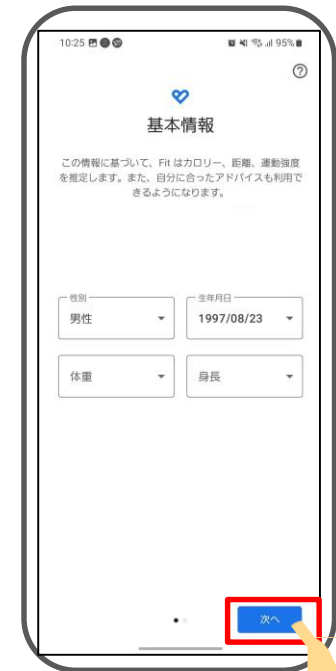 10:25 95%
基本情報
この情報に基づいて、Fit はカロリー、距離、運動強度
を推定します。また、自分に合ったアドバイスも利用で
きるようになります。
性別 生年月日
男性 1997/08/23
体重 身長
次へ